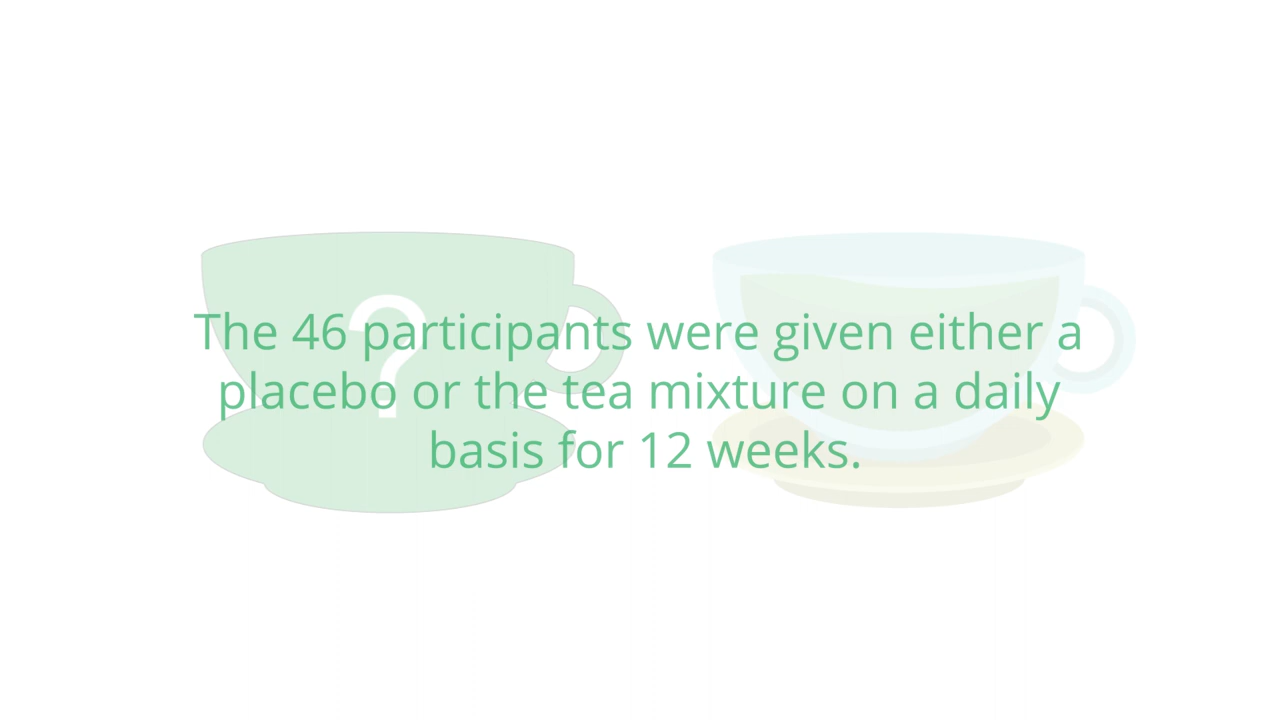 The 46 participants were given either a
placebo or the tea mixture on a daily
basis for 12 weeks.
?